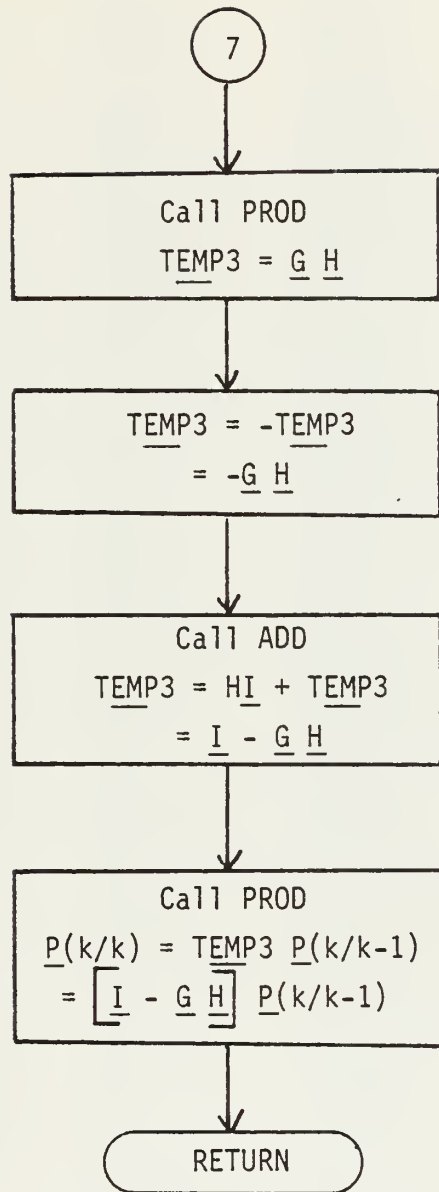 7
Call PROD
TEMP3 = G H
TEMP3 = -TEMP3
= -G H
Call ADD
TEMP3 = HI + TEMP3
= I - G H
Call PROD
P(k/k) = TEMP3 P(k/k-1)
= [I - G H] P(k/k-1)
RETURN